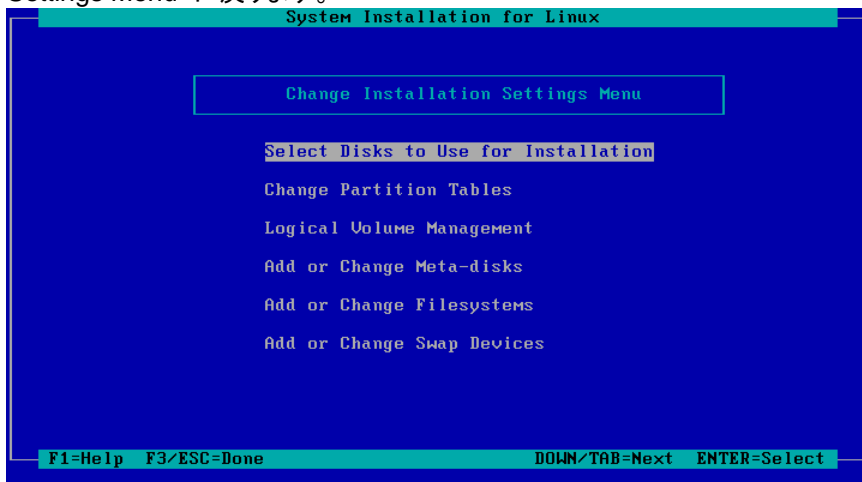 System Installation for Linux
Change Installation Settings Menu
Select Disks to Use for Installation
Change Partition Tables
Logical Volume Management
Add or Change Meta-disks
Add or Change Filesystems
Add or Change Swap Devices
F1=Help F3/ESC=Done DOWN/TAB=Next ENTER=Select